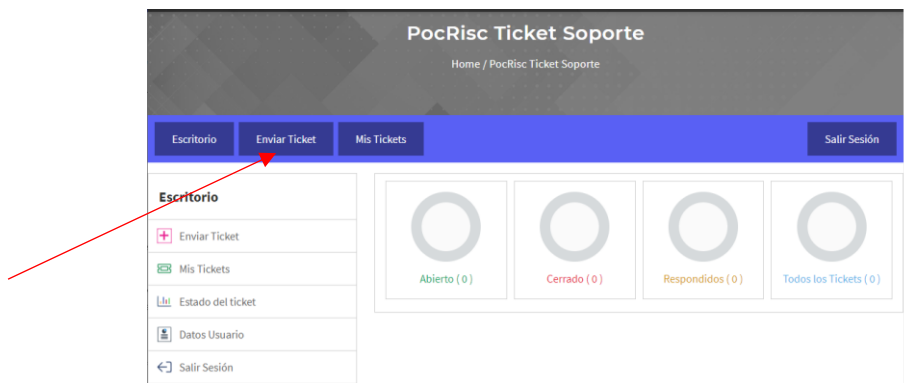 PocRisc Ticket Soporte
Home / PocRisc Ticket Soporte
Escritorio Enviar Ticket Mis Tickets Salir Sesión
Escritorio
Enviar Ticket
Mis Tickets
Estado del ticket
Datos Usuario
Salir Sesión
Abierto ( 0 )
Cerrado ( 0 )
Respondidos ( 0 )
Todos los Tickets ( 0 )